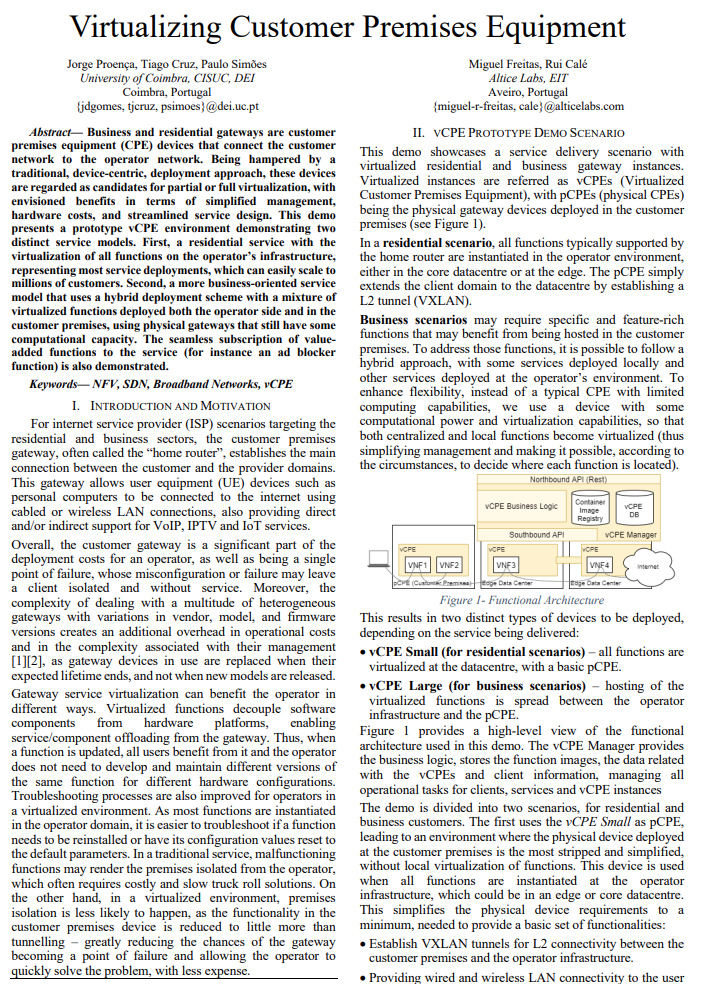 Virtualizing Customer Premises Equipment
Jorge Proença, Tiago Cruz, Paulo Simões
University of Coimbra, CISUC, DEI
Coimbra, Portugal
{jdgomes, tjcruz, psimoes}@dei.uc.pt
Miguel Freitas, Rui Calé
Altice Labs, EIT
Aveiro, Portugal
{miguel-r-freitas, cale}@alticelabs.com
Abstract— Business and residential gateways are customer
premises equipment (CPE) devices that connect the customer
network to the operator network. Being hampered by a
traditional, device-centric, deployment approach, these devices
are regarded as candidates for partial or full virtualization, with
envisioned benefits in terms of simplified management,
hardware costs, and streamlined service design. This demo
presents a prototype vCPE environment demonstrating two
distinct service models. First, a residential service with the
virtualization of all functions on the operator's infrastructure,
representing most service deployments, which can easily scale to
millions of customers. Second, a more business-oriented service
model that uses a hybrid deployment scheme with a mixture of
virtualized functions deployed both the operator side and in the
customer premises, using physical gateways that still have some
computational capacity. The seamless subscription of value-
added functions to the service (for instance an ad blocker
function) is also demonstrated.
Keywords— NFV, SDN, Broadband Networks, vCPE
I. INTRODUCTION AND MOTIVATION
For internet service provider (ISP) scenarios targeting the
residential and business sectors, the customer premises
gateway, often called the “home router”, establishes the main
connection between the customer and the provider domains.
This gateway allows user equipment (UE) devices such as
personal computers to be connected to the internet using
cabled or wireless LAN connections, also providing direct
and/or indirect support for VoIP, IPTV and IoT services.
Overall, the customer gateway is a significant part of the
deployment costs for an operator, as well as being a single
point of failure, whose misconfiguration or failure may leave
a client isolated and without service. Moreover, the
complexity of dealing with a multitude of heterogeneous
gateways with variations in vendor, model, and firmware
versions creates an additional overhead in operational costs
and in the complexity associated with their management
[1][2], as gateway devices in use are replaced when their
expected lifetime ends, and not when new models are released.
Gateway service virtualization can benefit the operator in
different ways. Virtualized functions decouple software
components from hardware platforms, enabling
service/component offloading from the gateway. Thus, when
a function is updated, all users benefit from it and the operator
does not need to develop and maintain different versions of
the same function for different hardware configurations.
Troubleshooting processes are also improved for operators in
a virtualized environment. As most functions are instantiated
in the operator domain, it is easier to troubleshoot if a function
needs to be reinstalled or have its configuration values reset to
the default parameters. In a traditional service, malfunctioning
functions may render the premises isolated from the operator,
which often requires costly and slow truck roll solutions. On
the other hand, in a virtualized environment, premises
isolation is less likely to happen, as the functionality in the
customer premises device is reduced to little more than
tunnelling – greatly reducing the chances of the gateway
becoming a point of failure and allowing the operator to
quickly solve the problem, with less expense.
II. VCPE PROTOTYPE DEMO SCENARIO
This demo showcases a service delivery scenario with
virtualized residential and business gateway instances.
Virtualized instances are referred as vCPEs (Virtualized
Customer Premises Equipment), with pCPEs (physical CPEs)
being the physical gateway devices deployed in the customer
premises (see Figure 1).
In a residential scenario, all functions typically supported by
the home router are instantiated in the operator environment,
either in the core datacentre or at the edge. The pCPE simply
extends the client domain to the datacentre by establishing a
L2 tunnel (VXLAN).
Business scenarios may require specific and feature-rich
functions that may benefit from being hosted in the customer
premises. To address those functions, it is possible to follow a
hybrid approach, with some services deployed locally and
other services deployed at the operator's environment. To
enhance flexibility, instead of a typical CPE with limited
computing capabilities, we use a device with some
computational power and virtualization capabilities, so that
both centralized and local functions become virtualized (thus
simplifying management and making it possible, according to
the circumstances, to decide where each function is located).
Northbound API (Rest)
vCPE Business Logic
Container
Image
Registry
vCPE
DB
Southbound API
vCPE Manager
vCPE
VNF1
VNF2
vCPE
VNF3
vCPE
VNF4
Internet
pCPE (Customer Premises)
Edge Data Center
Edge Data Center
Figure 1- Functional Architecture
This results in two distinct types of devices to be deployed,
depending on the service being delivered:
• vCPE Small (for residential scenarios) – all functions are
virtualized at the datacentre, with a basic pCPE.
• vCPE Large (for business scenarios) – hosting of the
virtualized functions is spread between the operator
infrastructure and the pCPE.
Figure 1 provides a high-level view of the functional
architecture used in this demo. The vCPE Manager provides
the business logic, stores the function images, the data related
with the vCPEs and client information, managing all
operational tasks for clients, services and vCPE instances
The demo is divided into two scenarios, for residential and
business customers. The first uses the vCPE Small as pCPE,
leading to an environment where the physical device deployed
at the customer premises is the most stripped and simplified,
without local virtualization of functions. This device is used
when all functions are instantiated at the operator
infrastructure, which could be in an edge or core datacentre.
This simplifies the physical device requirements to a
minimum, needed to provide a basic set of functionalities:
• Establish VXLAN tunnels for L2 connectivity between the
customer premises and the operator infrastructure.
• Providing wired and wireless LAN connectivity to the user